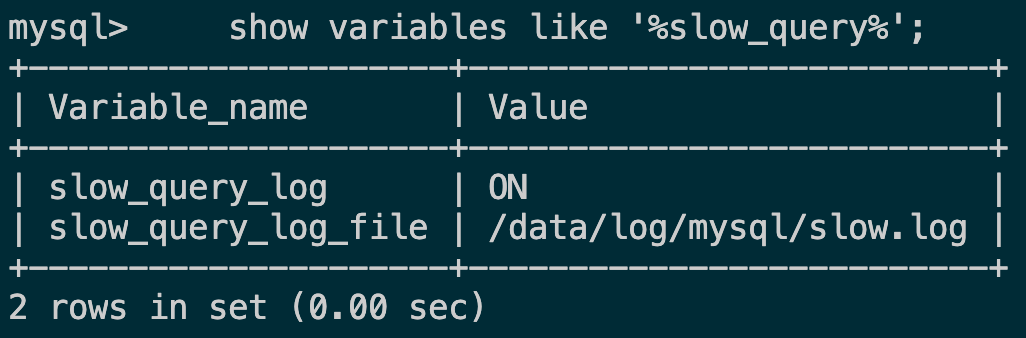 mysql>     show variables like '%slow_query%';
+---------------------+--------------------------+
| Variable_name       | Value                    |
+---------------------+--------------------------+
| slow_query_log      | ON                       |
| slow_query_log_file | /data/log/mysql/slow.log |
+---------------------+--------------------------+
2 rows in set (0.00 sec)